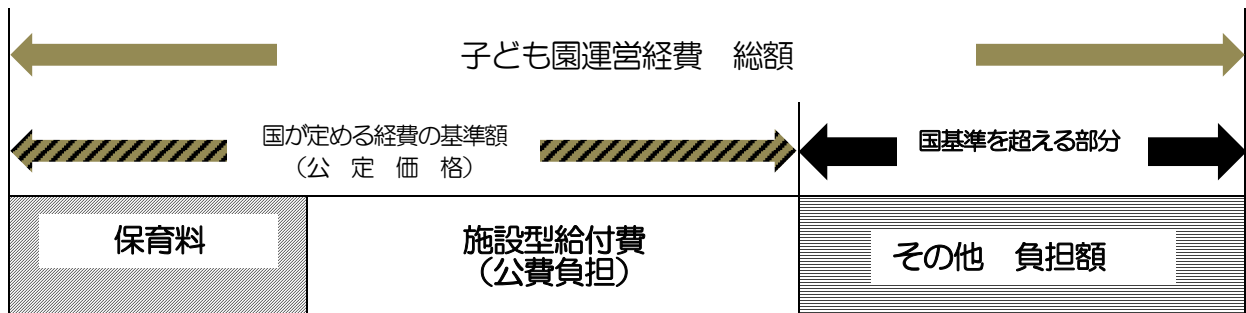 子ども園運営経費　総額
国が定める経費の基準額
（公　定　価　格）
国基準を超える部分
保育料
施設型給付費
（公費負担）
その他　負担額